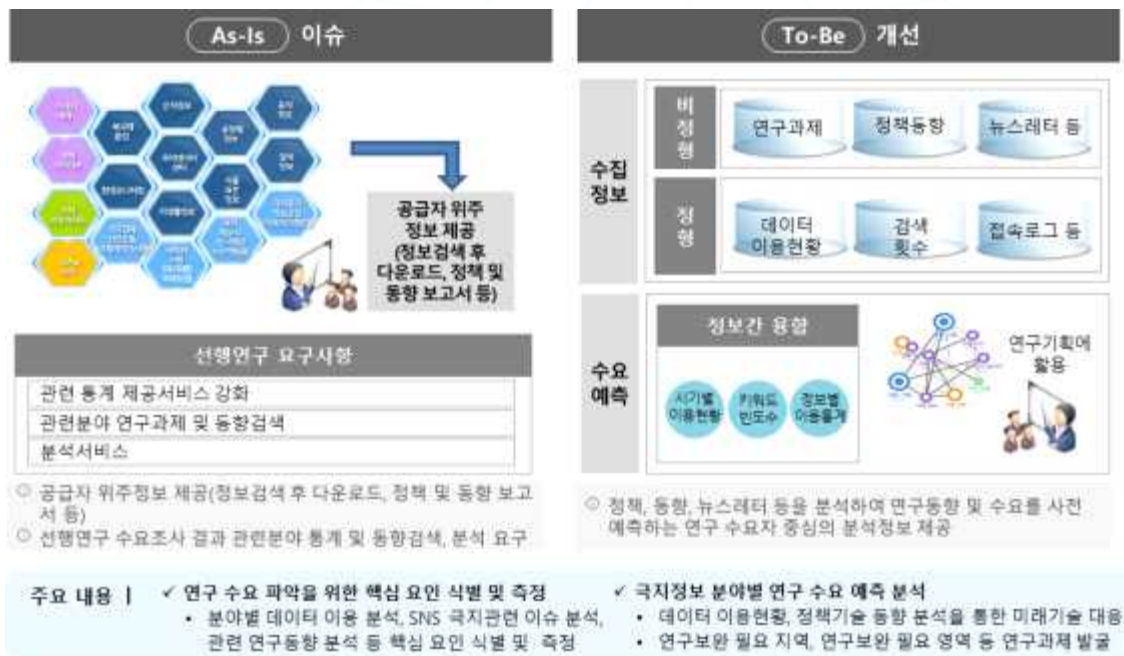 As-Is 이슈
공급자 위주
정보 제공
(정보검색 후
다운로드, 정책 및
동향 보고서 등)
선행연구 요구사항
관련 통계 제공서비스 강화
관련분야 연구과제 및 동향검색
분석서비스
공급자 위주정보 제공(정보검색 후 다운로드, 정책 및 동향 보고
서 등)
선행연구 수요조사 결과 관련분야 통계 및 동향검색, 분석 요구
To-Be 개선
수집
정보
비정형
연구과제
정책동향
뉴스레터 등
정형
데이터
이용현황
검색
횟수
접속로그 등
수요
예측
정보간 융합
시기별
이용현황
키워드
빈도수
정보별
이용통계
연구기획에
활용
정책, 동향, 뉴스레터 등을 분석하여 연구동향 및 수요를 사전
예측하는 연구 수요자 중심의 분석정보 제공
주요 내용 |
✓ 연구 수요 파악을 위한 핵심 요인 식별 및 측정
• 분야별 데이터 이용 분석, SNS 극지관련 이슈 분석,
관련 연구동향 분석 등 핵심 요인 식별 및 측정
✓ 극지정보 분야별 연구 수요 예측 분석
• 데이터 이용현황, 정책기술 동향 분석을 통한 미래기술 대응
• 연구보완 필요 지역, 연구보완 필요 영역 등 연구과제 발굴